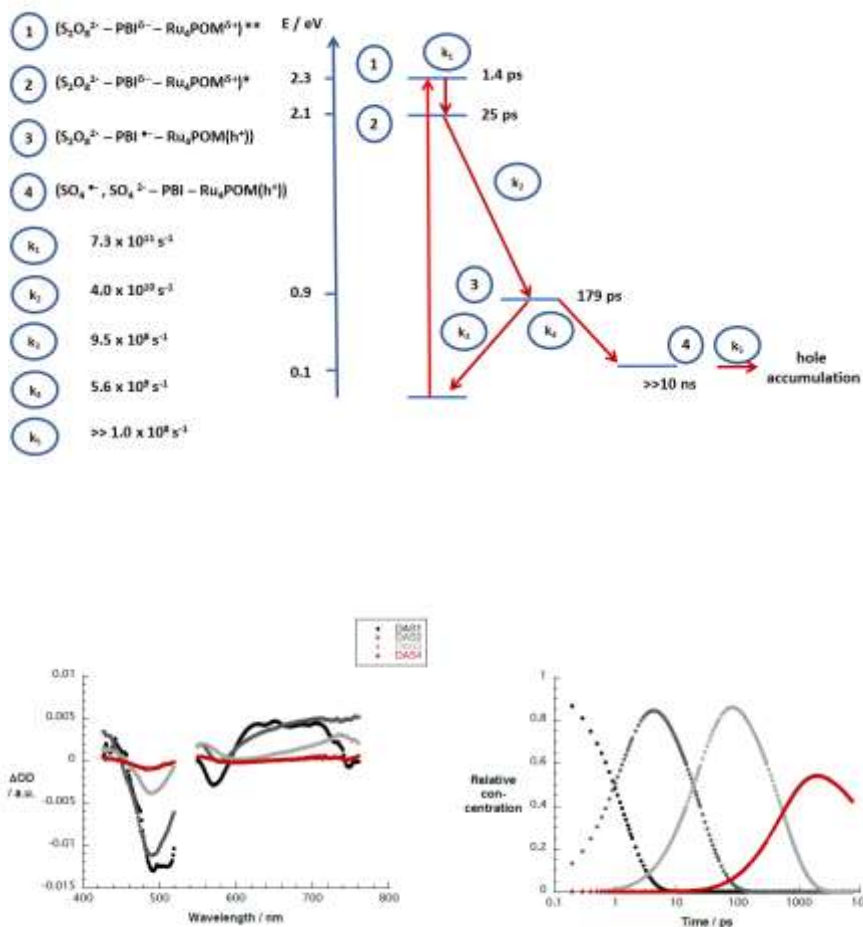 1 (S₂O₈²⁻ – PBI^δ⁻ – Ru₄POM^δ⁺)**
2 (S₂O₈²⁻ – PBI^δ⁻ – Ru₄POM^δ⁺)*
3 (S₂O₈²⁻ – PBI •⁻ – Ru₄POM(h⁺))
4 (SO₄ •⁻, SO₄ ²⁻ – PBI – Ru₄POM(h⁺))
k₁ 7.3 x 10¹¹ s⁻¹
k₂ 4.0 x 10¹⁰ s⁻¹
k₃ 9.5 x 10⁸ s⁻¹
k₄ 5.6 x 10⁹ s⁻¹
k₅ >> 1.0 x 10⁸ s⁻¹
E / eV
k₁
1
2.3
1.4 ps
2.1
2
25 ps
k₂
0.9
3
179 ps
k₃
k₄
4
k₅
hole
accumulation
0.1
>>10 ns
DAS1
DAS2
DAS4
0.01
0.005
0
-0.005
-0.01
-0.015
ΔOD
/ a.u.
400
500
600
700
800
Wavelength / nm
1
0.8
0.6
0.4
0.2
0
Relative
con-
centration
0.1
1
10
100
1000
Time / ps